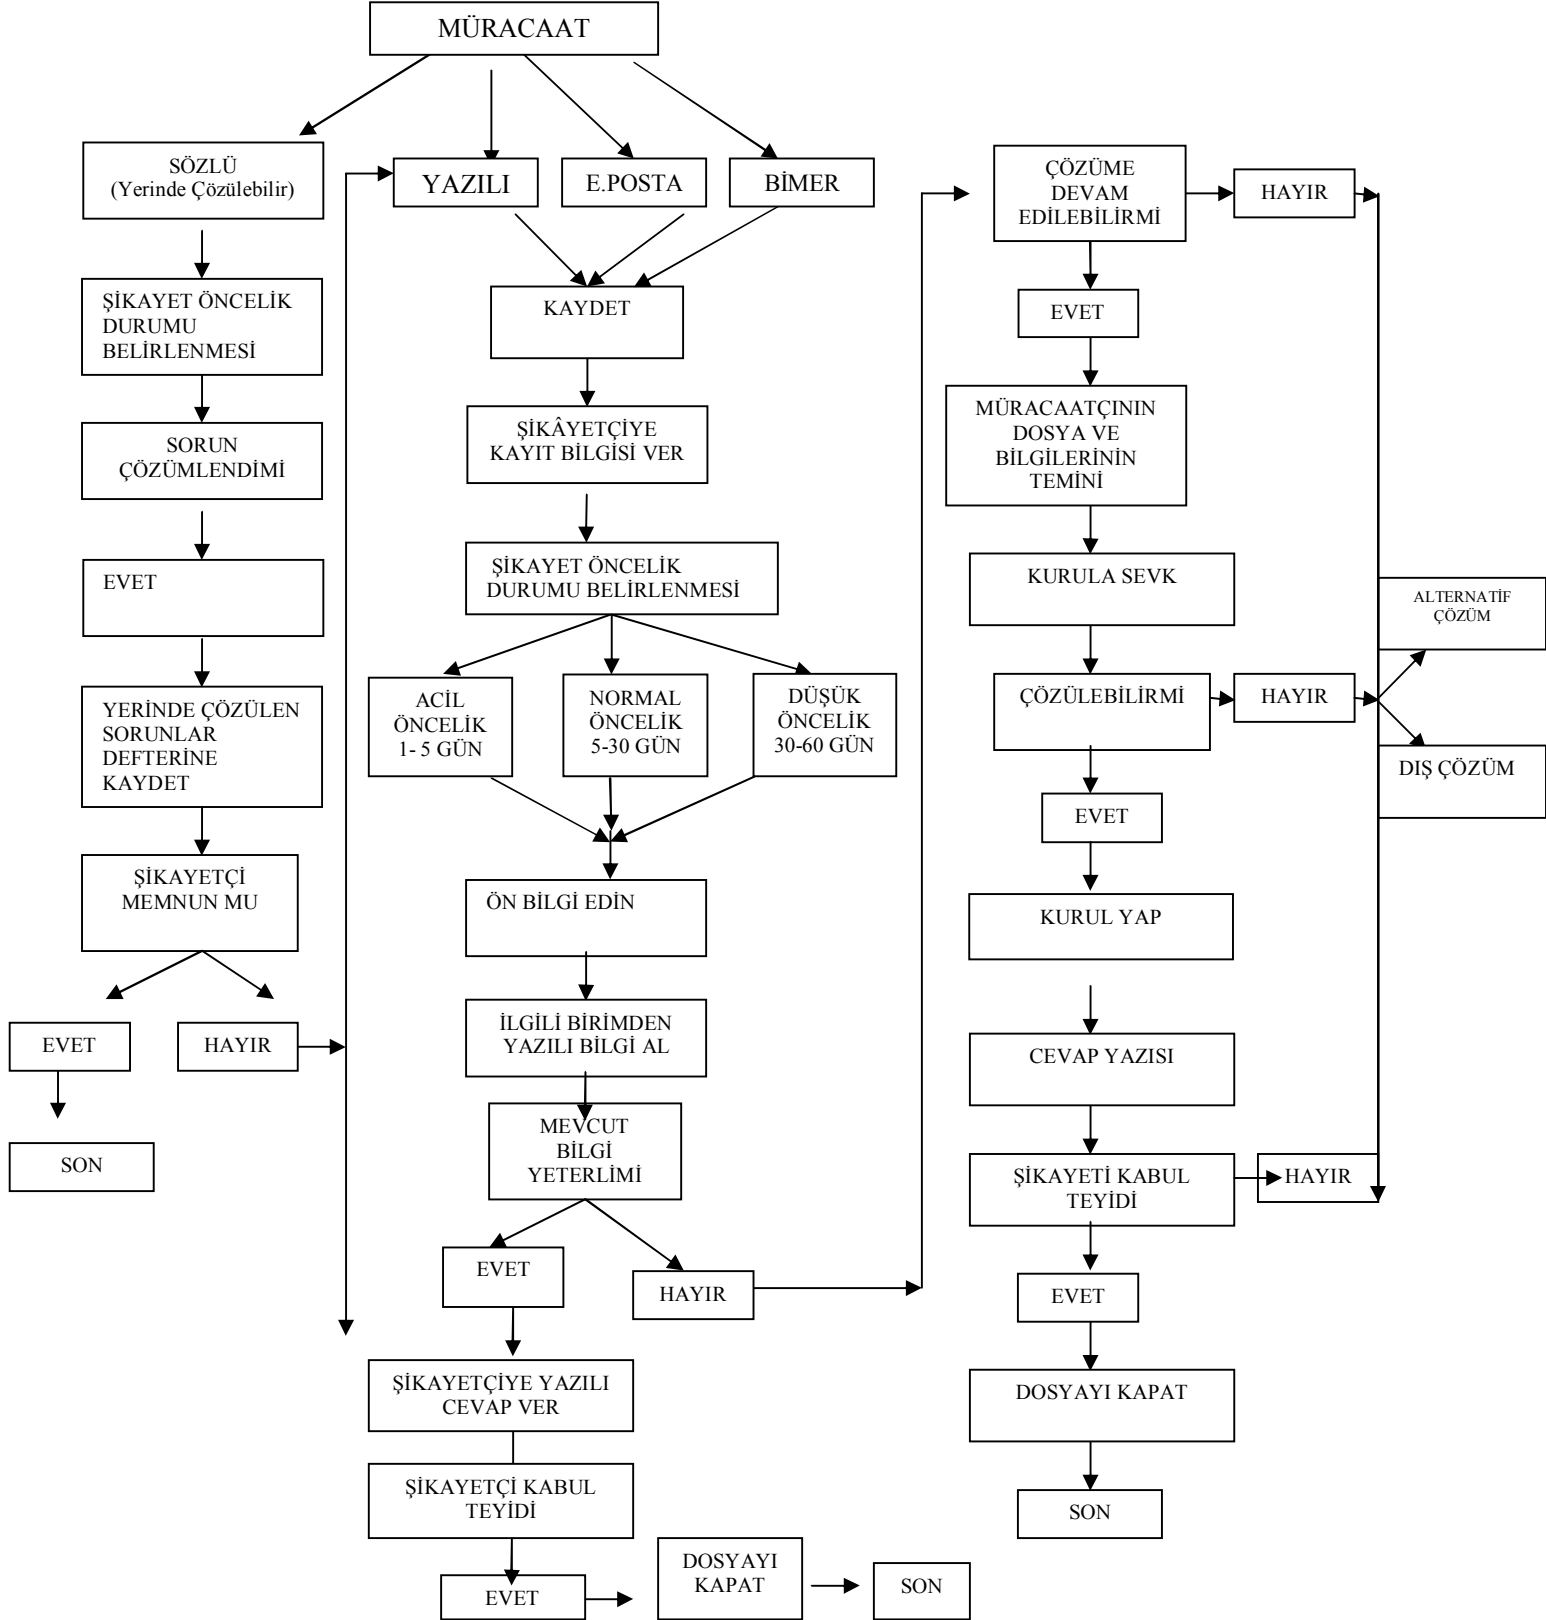 MÜRACAAT
SÖZLÜ
(Yerinde Çözülebilir)
YAZILI
E.POSTA
BİMER
ŞİKAYET ÖNCELİK
DURUMU
BELİRLENMESİ
SORUN
ÇÖZÜMLENDİMİ
EVET
YERİNDE ÇÖZÜLEN
SORUNLAR
DEFTERİNE
KAYDET
ŞİKAYETÇİ
MEMNUN MU
EVET
HAYIR
SON
KAYDET
ŞİKÂYETÇİYE
KAYIT BİLGİSİ VER
ŞİKAYET ÖNCELİK
DURUMU BELİRLENMESİ
ACİL
ÖNCELİK
1- 5 GÜN
NORMAL
ÖNCELİK
5-30 GÜN
DÜŞÜK
ÖNCELİK
30-60 GÜN
ÖN BİLGİ EDİN
İLGİLİ BİRİMDEN
YAZILI BİLGİ AL
MEVCUT
BİLGİ
YETERLİMİ
EVET
HAYIR
ŞİKAYETÇİYE YAZILI
CEVAP VER
ŞİKAYETÇİ KABUL
TEYİDİ
EVET
DOSYAYI
KAPAT
SON
ÇÖZÜME
DEVAM
EDİLEBİLİRMİ
HAYIR
EVET
MÜRACAATÇININ
DOSYA VE
BİLGİLERİNİN
TEMİNİ
KURULA SEVK
ÇÖZÜLEBİLİRMİ
HAYIR
ALTERNATİF
ÇÖZÜM
DIŞ ÇÖZÜM
EVET
KURUL YAP
CEVAP YAZISI
ŞİKAYETİ KABUL
TEYİDİ
HAYIR
EVET
DOSYAYI KAPAT
SON